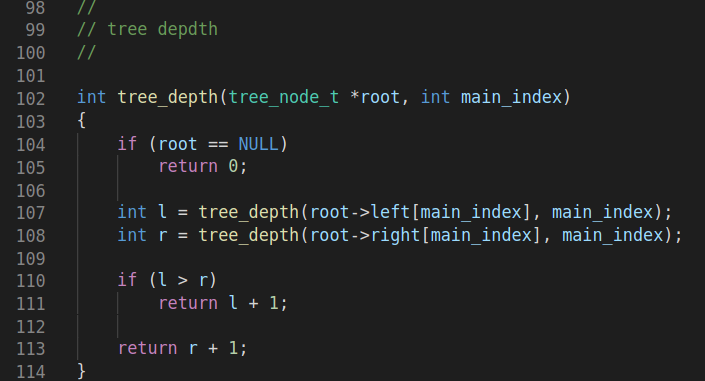 98 //
99 // tree depdth
100 //
101
102 int tree_depth(tree_node_t *root, int main_index)
103 {
104     if (root == NULL)
105         return 0;
106
107     int l = tree_depth(root->left[main_index], main_index);
108     int r = tree_depth(root->right[main_index], main_index);
109
110     if (l > r)
111         return l + 1;
112
113     return r + 1;
114 }